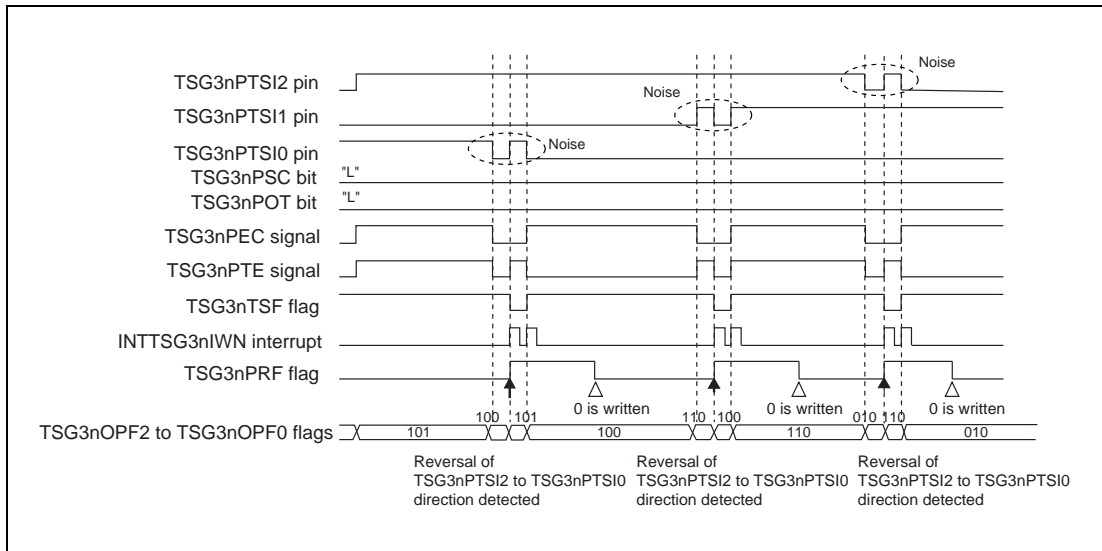 Noise
TSG3nPTSI2 pin
Noise
TSG3nPTSI1 pin
Noise
TSG3nPTSI0 pin
TSG3nPSC bit "L"
TSG3nPOT bit "L"
TSG3nPEC signal
TSG3nPTE signal
TSG3nTSF flag
INTTSG3nIWN interrupt
TSG3nPRF flag
0 is written 0 is written 0 is written
100 101 110 100 010 110
TSG3nOPF2 to TSG3nOPF0 flags 101 100 110 010
Reversal of
TSG3nPTSI2 to TSG3nPTSI0
direction detected
Reversal of
TSG3nPTSI2 to TSG3nPTSI0
direction detected
Reversal of
TSG3nPTSI2 to TSG3nPTSI0
direction detected